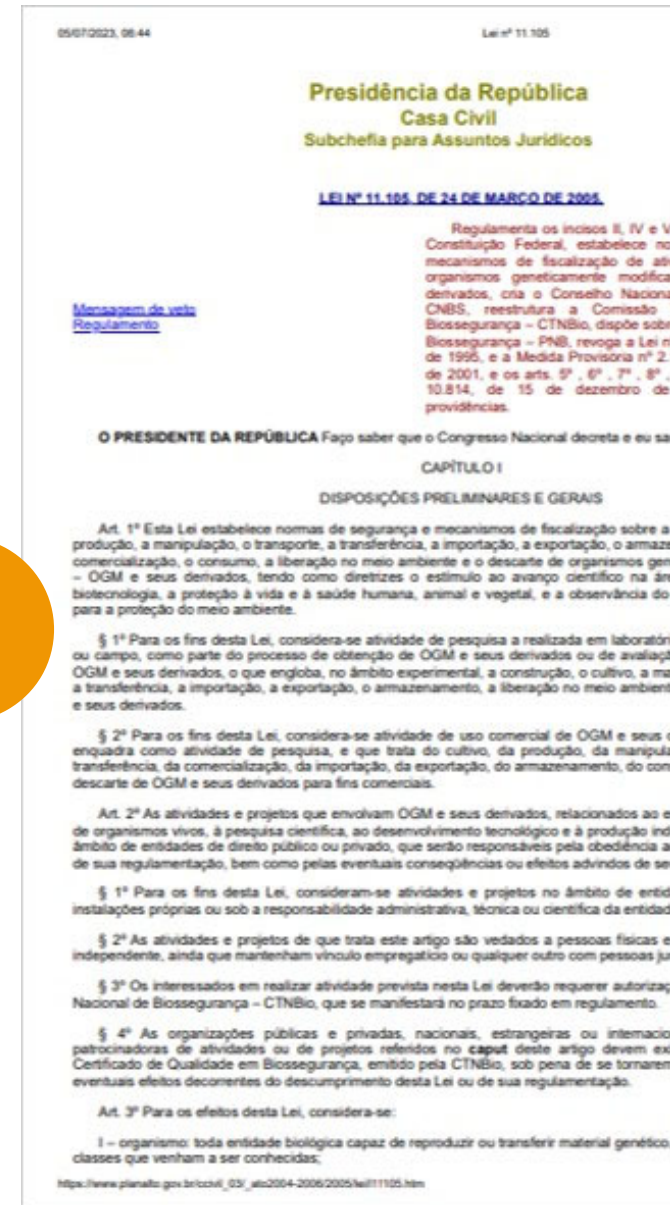 05/07/2023, 08:44
Lei nº 11.105
Presidência da República
Casa Civil
Subchefia para Assuntos Jurídicos
LEI Nº 11.105, DE 24 DE MARÇO DE 2005.
Regulamenta os incisos II, IV e V
Constituição Federal, estabelece no
mecanismos de fiscalização de ati
organismos geneticamente modifica
derivados, cria o Conselho Naciona
CNBS, reestrutura a Comissão
Biossegurança – CTNBio, dispõe sobr
Biossegurança – PNB, revoga a Lei n
de 1995, e a Medida Provisória nº 2.
de 2001, e os arts. 5º , 6º , 7º , 8º ,
10.814, de 15 de dezembro de
providências.
Mensagem de veto
Regulamento
O PRESIDENTE DA REPÚBLICA Faço saber que o Congresso Nacional decreta e eu sa
CAPÍTULO I
DISPOSIÇÕES PRELIMINARES E GERAIS
Art. 1º Esta Lei estabelece normas de segurança e mecanismos de fiscalização sobre a
produção, a manipulação, o transporte, a transferência, a importação, a exportação, o armaze
comercialização, o consumo, a liberação no meio ambiente e o descarte de organismos gen
– OGM e seus derivados, tendo como diretrizes o estímulo ao avanço científico na ár
biotecnologia, a proteção à vida e à saúde humana, animal e vegetal, e a observância do
para a proteção do meio ambiente.
§ 1º Para os fins desta Lei, considera-se atividade de pesquisa a realizada em laboratór
ou campo, como parte do processo de obtenção de OGM e seus derivados ou de avaliaçã
OGM e seus derivados, o que engloba, no âmbito experimental, a construção, o cultivo, a ma
a transferência, a importação, a exportação, o armazenamento, a liberação no meio ambient
e seus derivados.
§ 2º Para os fins desta Lei, considera-se atividade de uso comercial de OGM e seus
enquadra como atividade de pesquisa, e que trata do cultivo, da produção, da manipula
transferência, da comercialização, da importação, da exportação, do armazenamento, do con
descarte de OGM e seus derivados para fins comerciais.
Art. 2º As atividades e projetos que envolvam OGM e seus derivados, relacionados ao e
de organismos vivos, à pesquisa científica, ao desenvolvimento tecnológico e à produção ind
âmbito de entidades de direito público ou privado, que serão responsáveis pela obediência a
de sua regulamentação, bem como pelas eventuais conseqüências ou efeitos advindos de se
§ 1º Para os fins desta Lei, consideram-se atividades e projetos no âmbito de entid
instalações próprias ou sob a responsabilidade administrativa, técnica ou científica da entidad
§ 2º As atividades e projetos de que trata este artigo são vedados a pessoas físicas e
independente, ainda que mantenham vínculo empregatício ou qualquer outro com pessoas ju
§ 3º Os interessados em realizar atividade prevista nesta Lei deverão requerer autorizaç
Nacional de Biossegurança – CTNBio, que se manifestará no prazo fixado em regulamento.
§ 4º As organizações públicas e privadas, nacionais, estrangeiras ou internacio
patrocinadoras de atividades ou de projetos referidos no caput deste artigo devem ex
Certificado de Qualidade em Biossegurança, emitido pela CTNBio, sob pena de se tornarem
eventuais efeitos decorrentes do descumprimento desta Lei ou de sua regulamentação.
Art. 3º Para os efeitos desta Lei, considera-se:
I – organismo: toda entidade biológica capaz de reproduzir ou transferir material genético,
classes que venham a ser conhecidas;
https://www.planalto.gov.br/ccivil_03/_ato2004-2006/2005/lei/l11105.htm